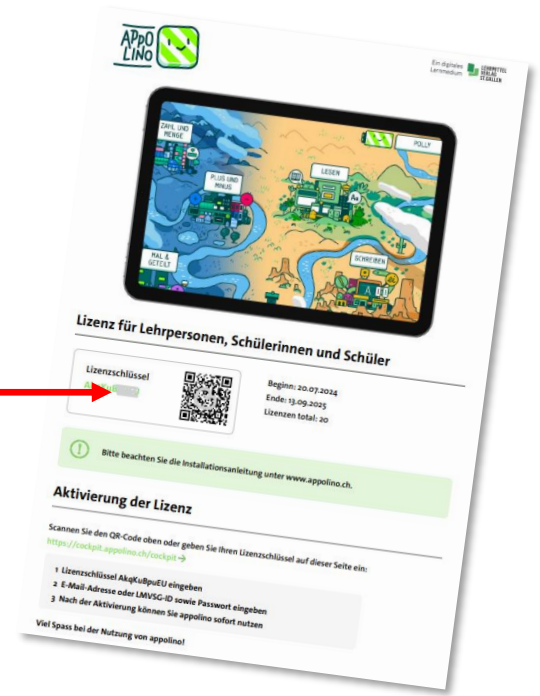 APPO
LINO
Ein digitales
Lernmedium
LEHRMITTEL
VERLAG
ST.GALLEN
ZAHL UND
MENGE
POLLY
PLUS UND
MINUS
LESEN
Aa
MAL &
GETEILT
SCHREIBEN
A
Lizenz für Lehrpersonen, Schülerinnen und Schüler
Lizenzschlüssel
Beginn: 20.07.2024
Ende: 13.09.2025
Lizenzen total: 20
Bitte beachten Sie die Installationsanleitung unter www.appolino.ch.
Aktivierung der Lizenz
Scannen Sie den QR-Code oben oder geben Sie Ihren Lizenzschlüssel auf dieser Seite ein:
https://cockpit.appolino.ch/cockpit →
1 Lizenzschlüssel AkqKuBpuEU eingeben
2 E-Mail-Adresse oder LMVSG-ID sowie Passwort eingeben
3 Nach der Aktivierung können Sie appolino sofort nutzen
Viel Spass bei der Nutzung von appolino!